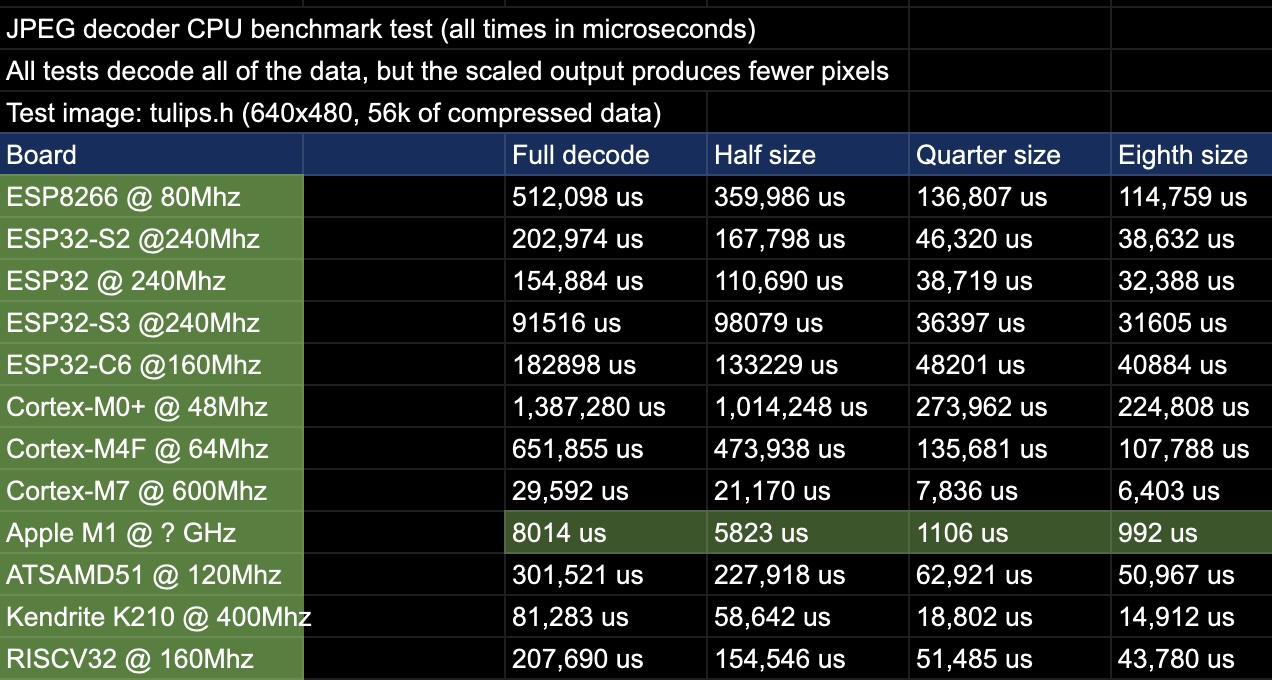 JPEG decoder CPU benchmark test (all times in microseconds)
All tests decode all of the data, but the scaled output produces fewer pixels
Test image: tulips.h (640x480, 56k of compressed data)
Board Full decode Half size Quarter size Eighth size
ESP8266 @ 80Mhz 512,098 us 359,986 us 136,807 us 114,759 us
ESP32-S2 @240Mhz 202,974 us 167,798 us 46,320 us 38,632 us
ESP32 @ 240Mhz 154,884 us 110,690 us 38,719 us 32,388 us
ESP32-S3 @240Mhz 91516 us 98079 us 36397 us 31605 us
ESP32-C6 @160Mhz 182898 us 133229 us 48201 us 40884 us
Cortex-M0+ @ 48Mhz 1,387,280 us 1,014,248 us 273,962 us 224,808 us
Cortex-M4F @ 64Mhz 651,855 us 473,938 us 135,681 us 107,788 us
Cortex-M7 @ 600Mhz 29,592 us 21,170 us 7,836 us 6,403 us
Apple M1 @ ? GHz 8014 us 5823 us 1106 us 992 us
ATSAMD51 @ 120Mhz 301,521 us 227,918 us 62,921 us 50,967 us
Kendrite K210 @ 400Mhz 81,283 us 58,642 us 18,802 us 14,912 us
RISCV32 @ 160Mhz 207,690 us 154,546 us 51,485 us 43,780 us